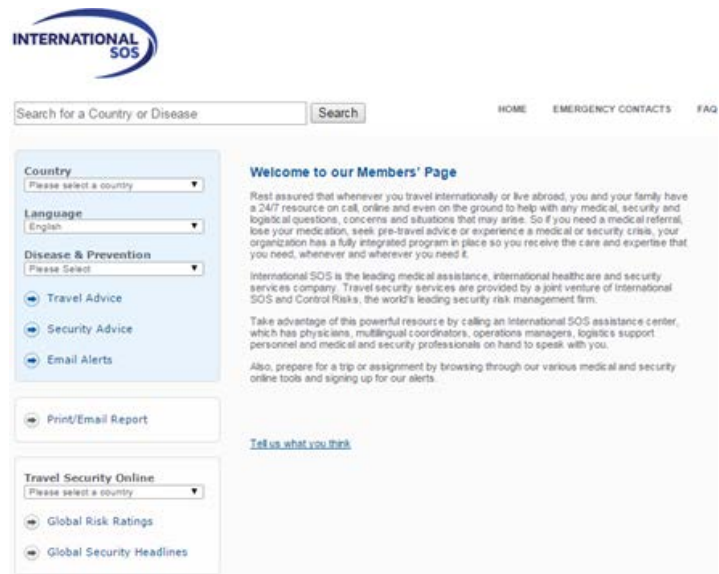 INTERNATIONAL
SOS
Search for a Country or Disease
Search
HOME
EMERGENCY CONTACTS
FAQ
Country
Please select a country
Language
English
Disease & Prevention
Please Select
Travel Advice
Security Advice
Email Alerts
Print/Email Report
Travel Security Online
Please select a country
Global Risk Ratings
Global Security Headlines
Welcome to our Members' Page
Rest assured that whenever you travel internationally or live abroad, you and your family have
a 24/7 resource on call, online and even on the ground to help with any medical, security and
logistical questions, concerns and situations that may arise. So if you need a medical referral,
lose your medication, seek pre-travel advice or experience a medical or security crisis, your
organization has a fully integrated program in place so you receive the care and expertise that
you need, whenever and wherever you need it.
International SOS is the leading medical assistance, international healthcare and security
services company. Travel security services are provided by a joint venture of International
SOS and Control Risks, the world's leading security risk management firm.
Take advantage of this powerful resource by calling an International SOS assistance center,
which has physicians, multilingual coordinators, operations managers, logistics support
personnel and medical and security professionals on hand to speak with you.
Also, prepare for a trip or assignment by browsing through our various medical and security
online tools and signing up for our alerts.
Tell us what you think